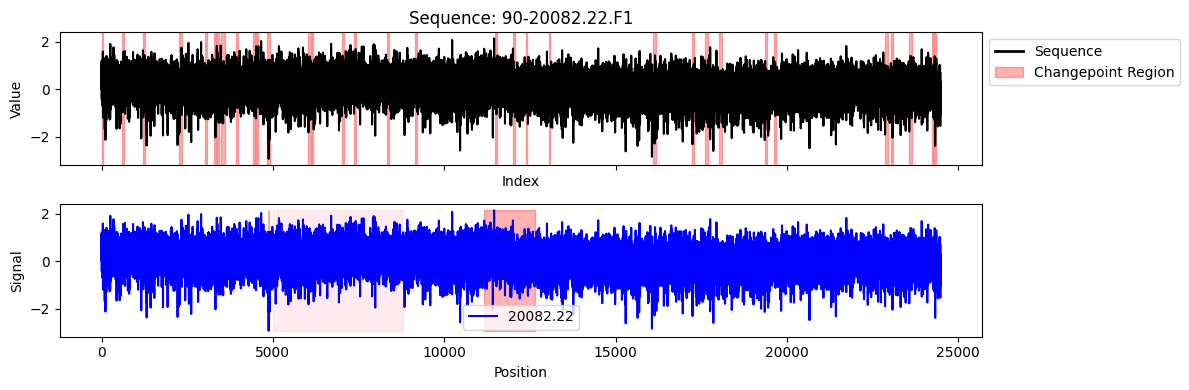 Sequence: 90-20082.22.F1
2
0
−2
Value
Index
Sequence
Changepoint Region
2
0
−2
Signal
20082.22
0
5000
10000
15000
20000
25000
Position